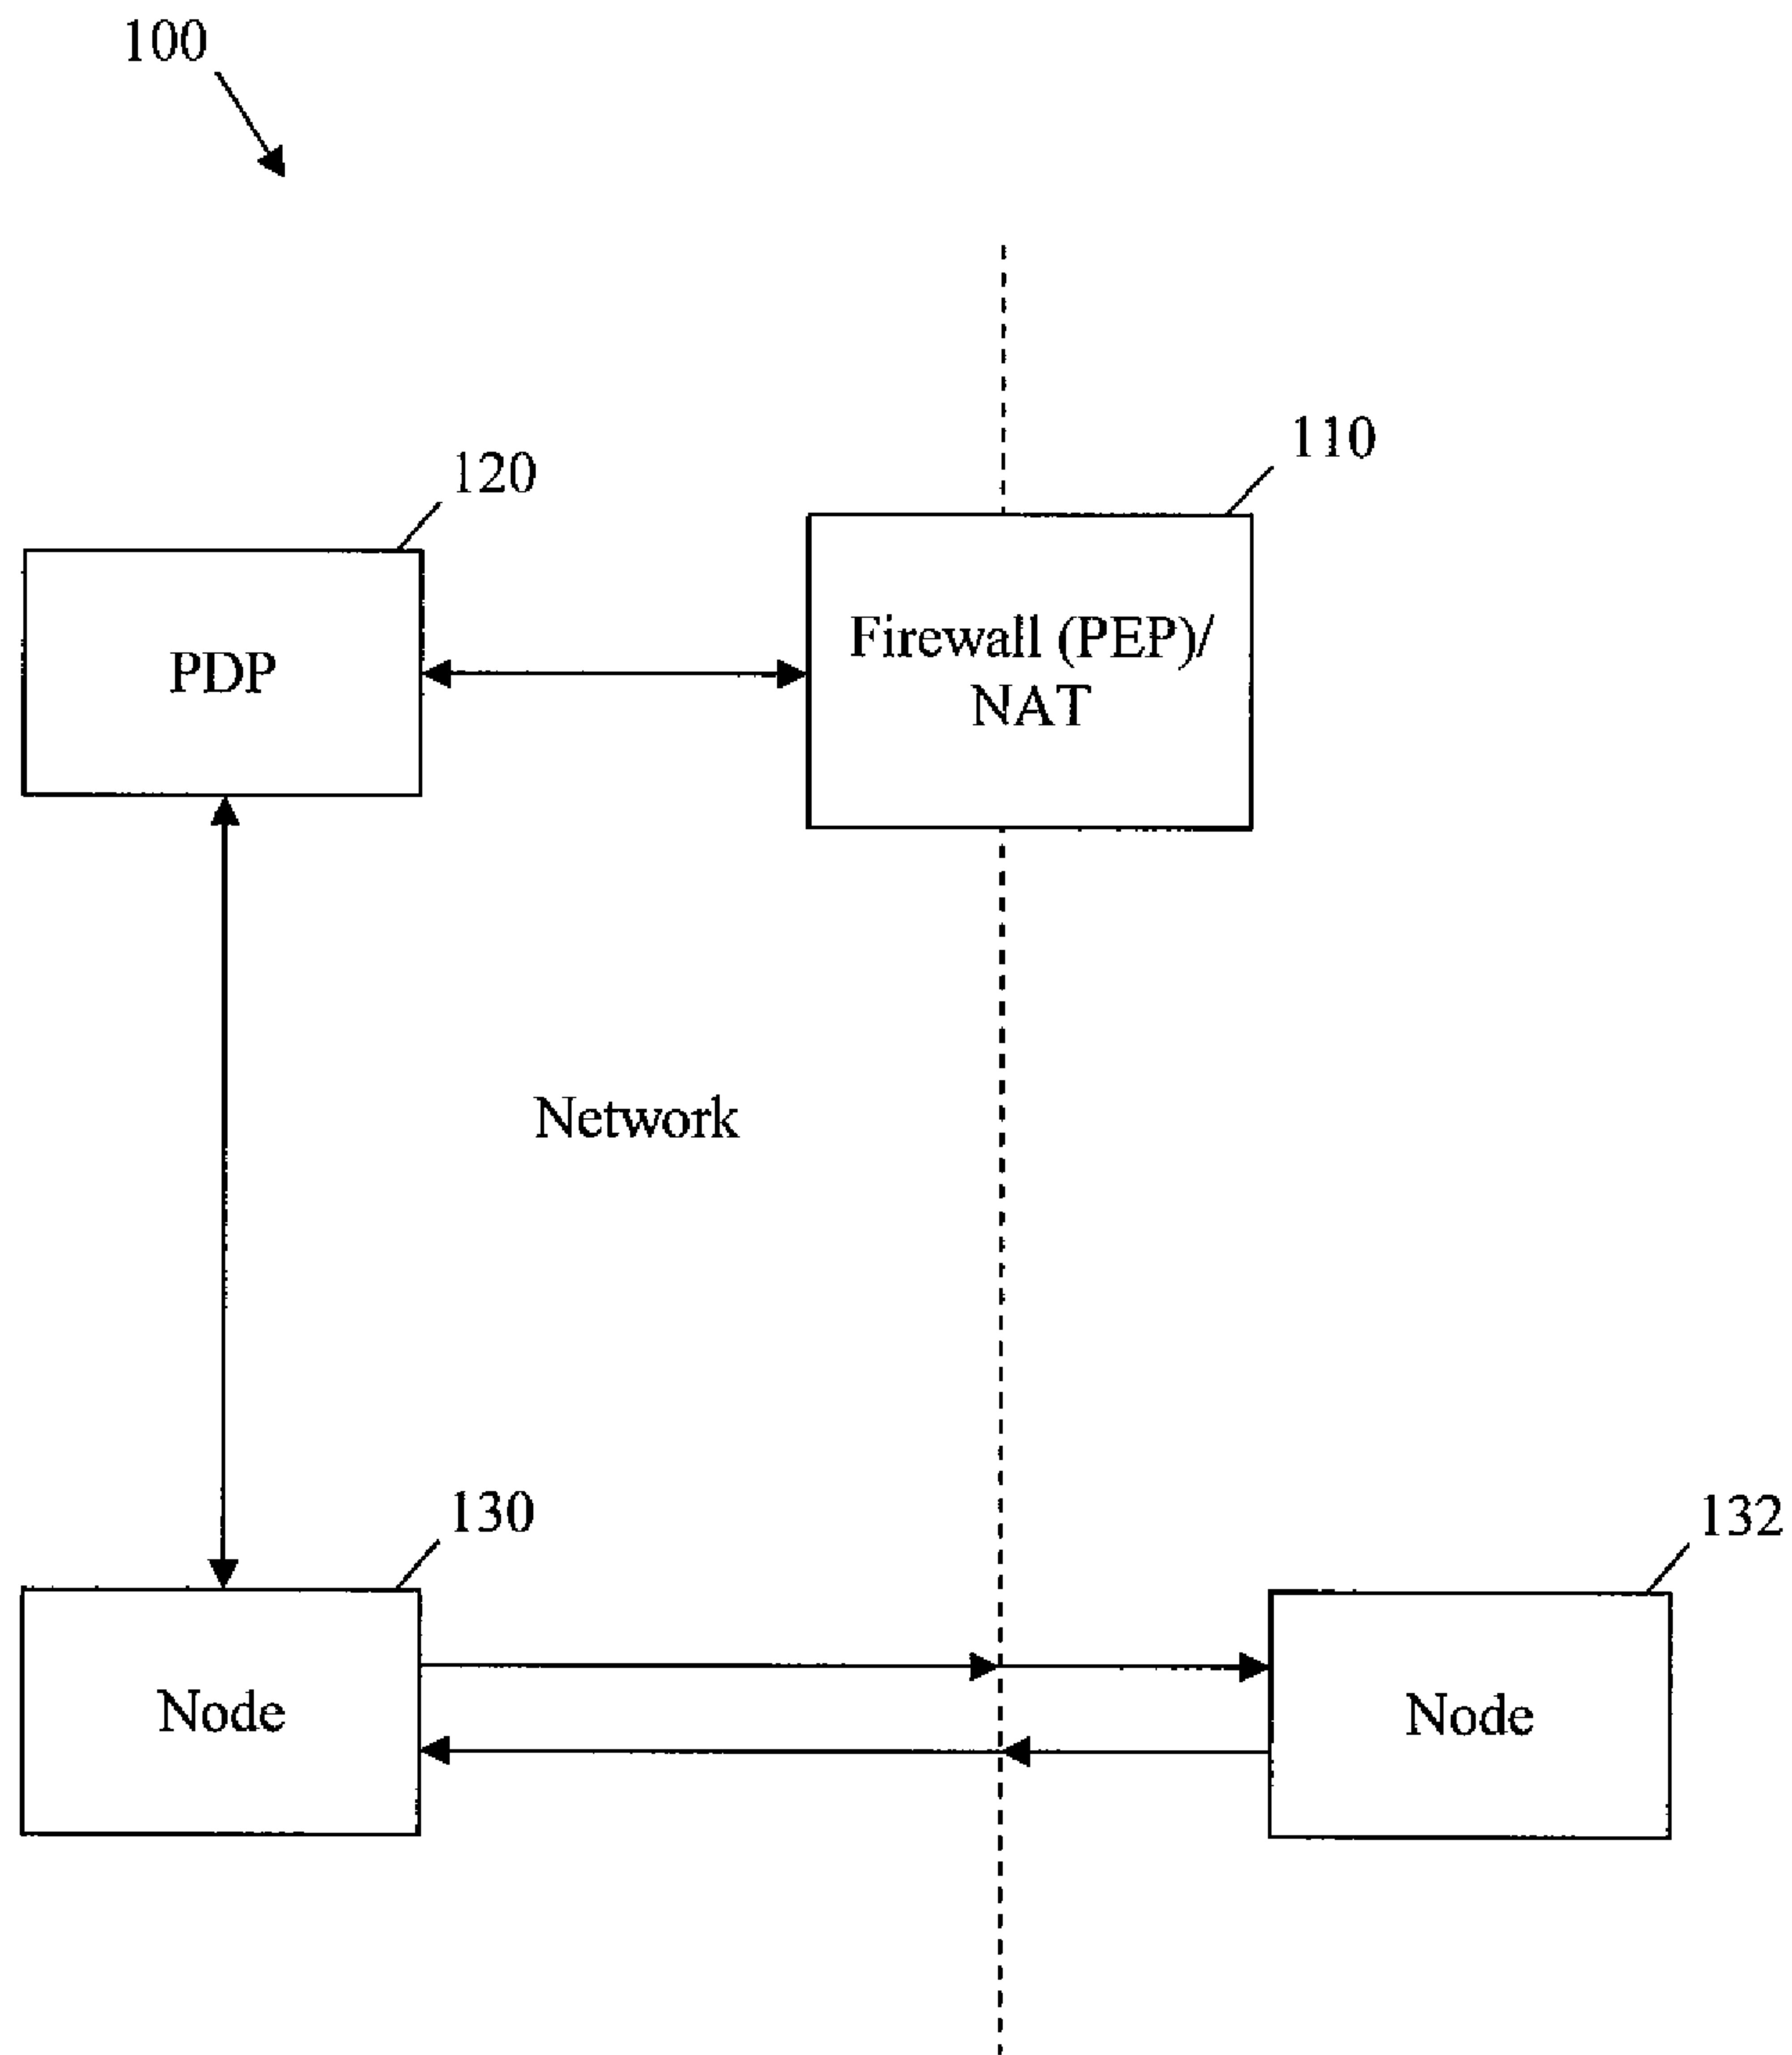 100
110
120
Firewall (PEP)/
NAT
PDP
Network
130
132
Node
Node